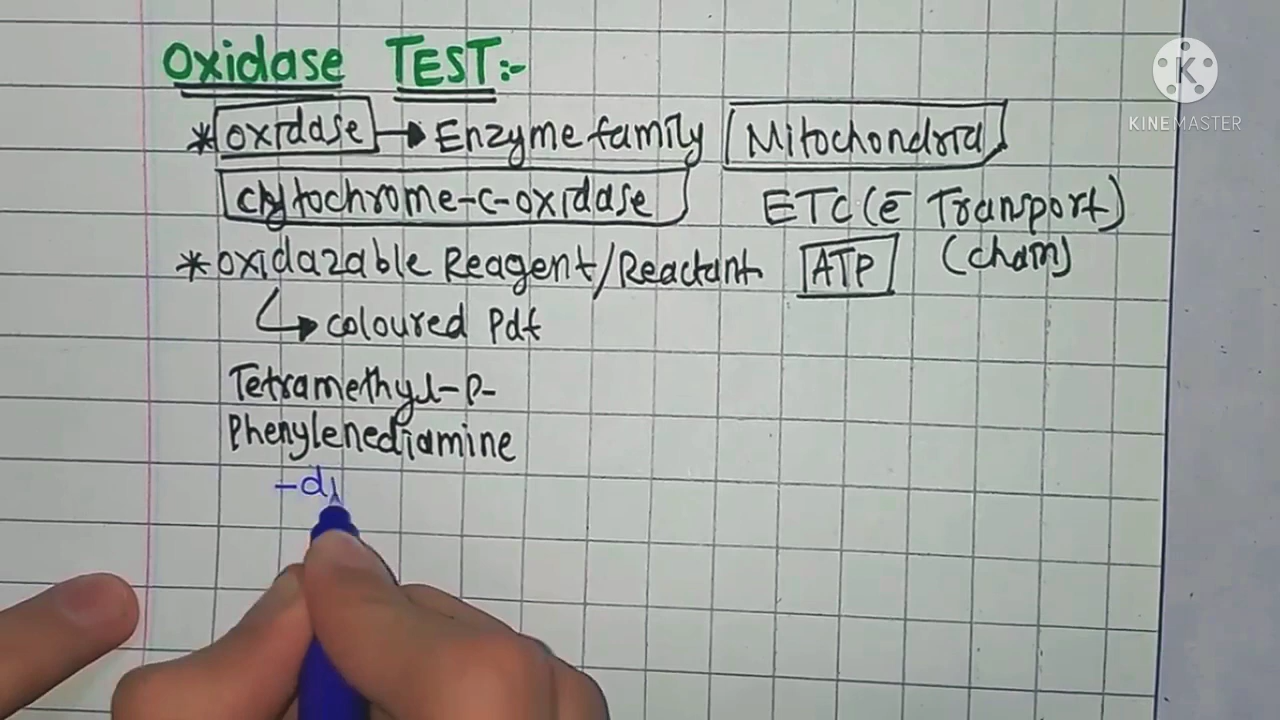 Oxidase TEST:-
K
KINEMASTER
* oxidase → Enzyme family Mitochondria
Cytochrome-c-oxidase ETC (e- Transport)
(chain)
* oxidazable Reagent/Reactant ATP
↳ coloured Pdt
Tetramethyl-p-
Phenylenediamine
-di